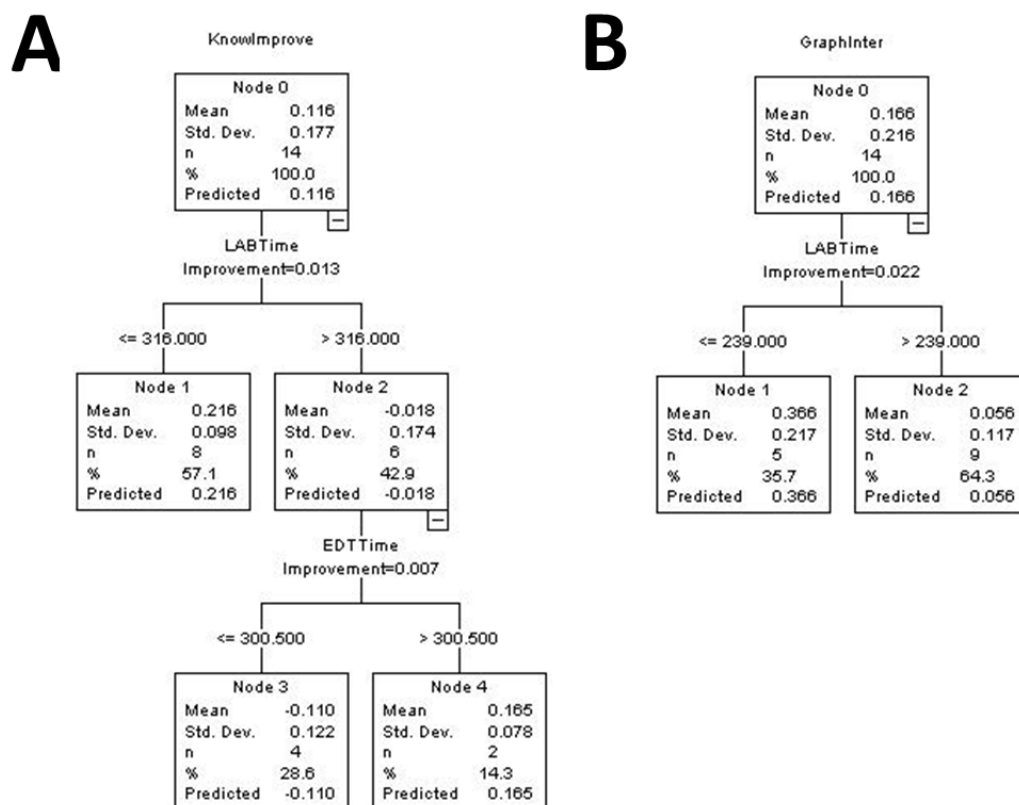 A
KnowImprove
Node 0
Mean 0.116
Std. Dev. 0.177
n 14
% 100.0
Predicted 0.116
LABTime
Improvement=0.013
<= 316.000
> 316.000
Node 1
Mean 0.216
Std. Dev. 0.098
n 8
% 57.1
Predicted 0.216
Node 2
Mean -0.018
Std. Dev. 0.174
n 6
% 42.9
Predicted -0.018
EDTTime
Improvement=0.007
<= 300.500
> 300.500
Node 3
Mean -0.110
Std. Dev. 0.122
n 4
% 28.6
Predicted -0.110
Node 4
Mean 0.165
Std. Dev. 0.078
n 2
% 14.3
Predicted 0.165
B
GraphInter
Node 0
Mean 0.166
Std. Dev. 0.216
n 14
% 100.0
Predicted 0.166
LABTime
Improvement=0.022
<= 239.000
> 239.000
Node 1
Mean 0.366
Std. Dev. 0.217
n 5
% 35.7
Predicted 0.366
Node 2
Mean 0.056
Std. Dev. 0.117
n 9
% 64.3
Predicted 0.056